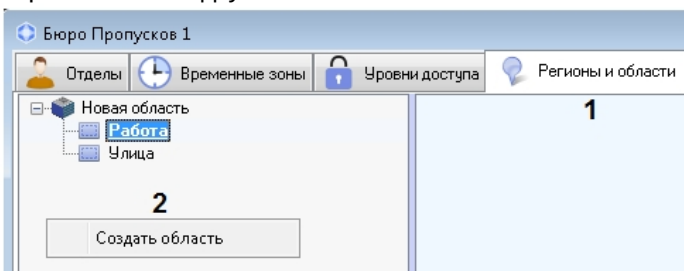 Бюро Пропусков 1
Отделы Временные зоны Уровни доступа Регионы и области
1
Новая область
Работа
Улица
2
Создать область